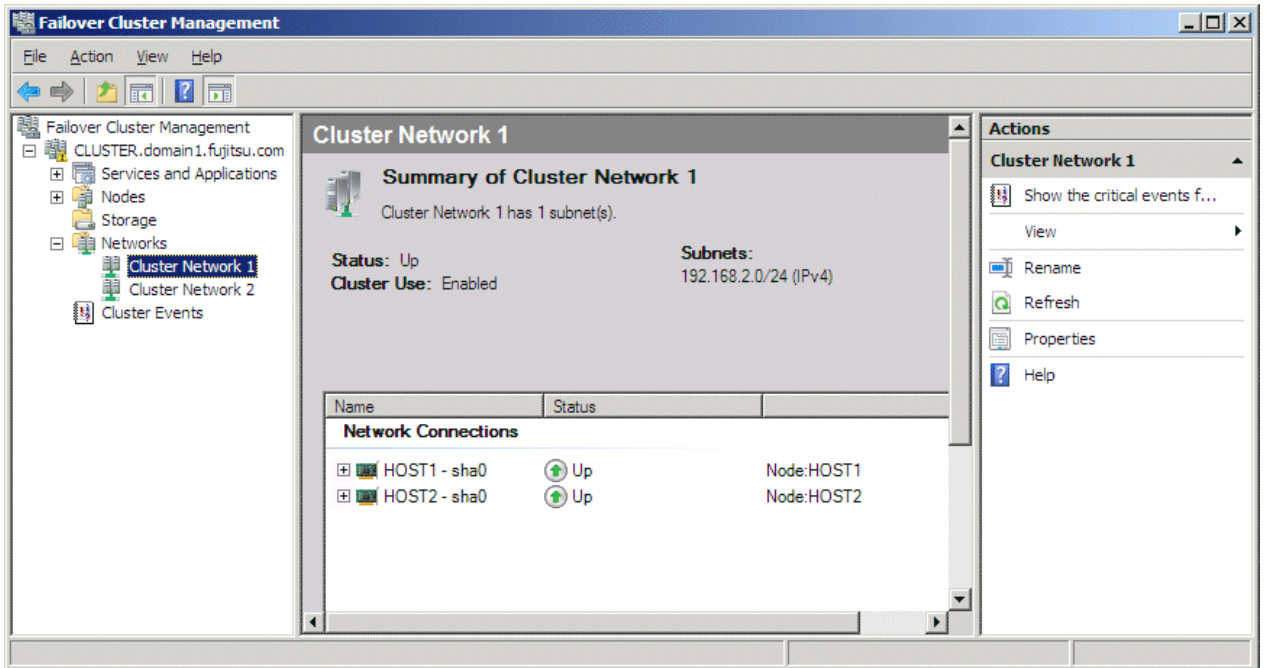 Failover Cluster Management
File Action View Help
Failover Cluster Management
CLUSTER.domain1.fujitsu.com
Services and Applications
Nodes
Storage
Networks
Cluster Network 1
Cluster Network 2
Cluster Events
Cluster Network 1
Summary of Cluster Network 1
Cluster Network 1 has 1 subnet(s).
Status: Up
Cluster Use: Enabled
Subnets:
192.168.2.0/24 (IPv4)
Name Status
Network Connections
HOST1 - sha0 Up Node:HOST1
HOST2 - sha0 Up Node:HOST2
Actions
Cluster Network 1
Show the critical events f...
View
Rename
Refresh
Properties
Help